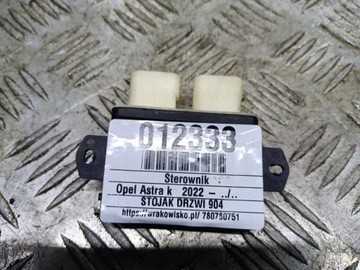 012333
Sterownik
Opel Astra k 2022 - ../..
STOJAK DRZWI 904
https://wrakowisko.pl/ 780750751